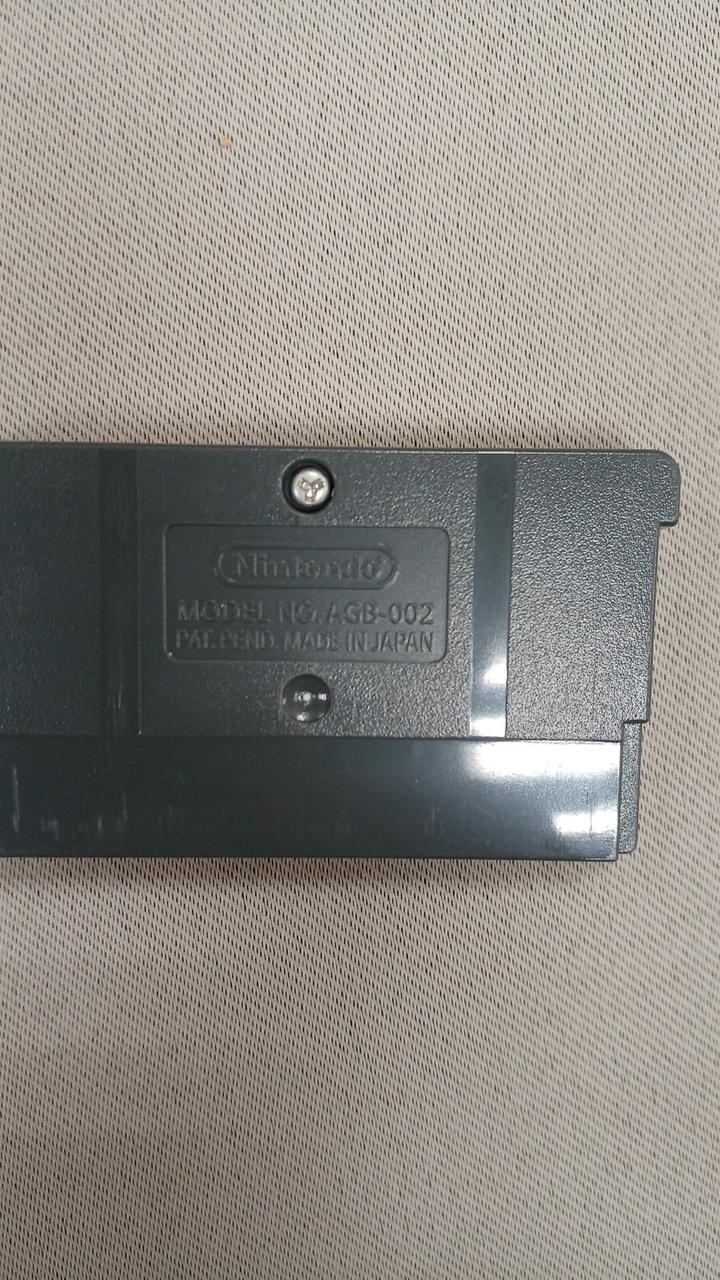 Nintendo
MODEL NO. AGB-002
PAT. PEND. MADE IN JAPAN